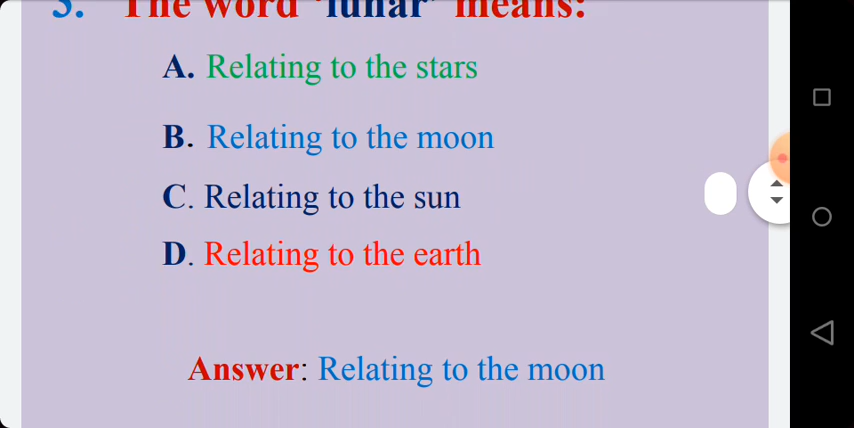 3. The word 'lunar' means:
A. Relating to the stars
B. Relating to the moon
C. Relating to the sun
D. Relating to the earth
Answer: Relating to the moon